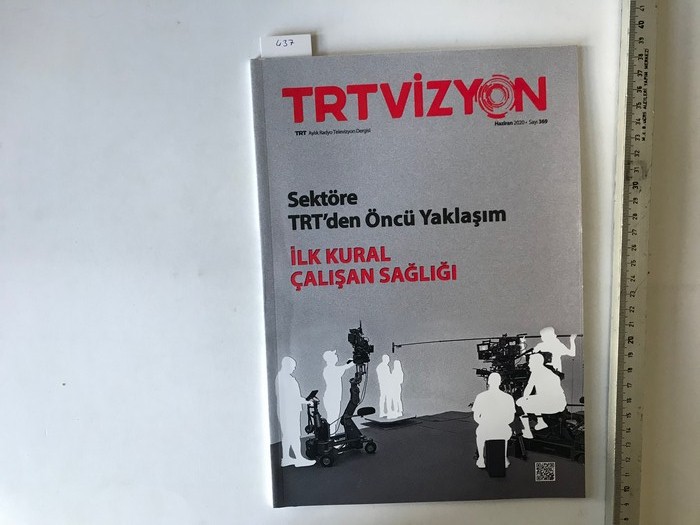 437
TRTVİZYON
Haziran 2020 • Sayı 369
TRT Aylık Radyo Televizyon Dergisi
Sektöre
TRT'den Öncü Yaklaşım
İLK KURAL
ÇALIŞAN SAĞLIĞI